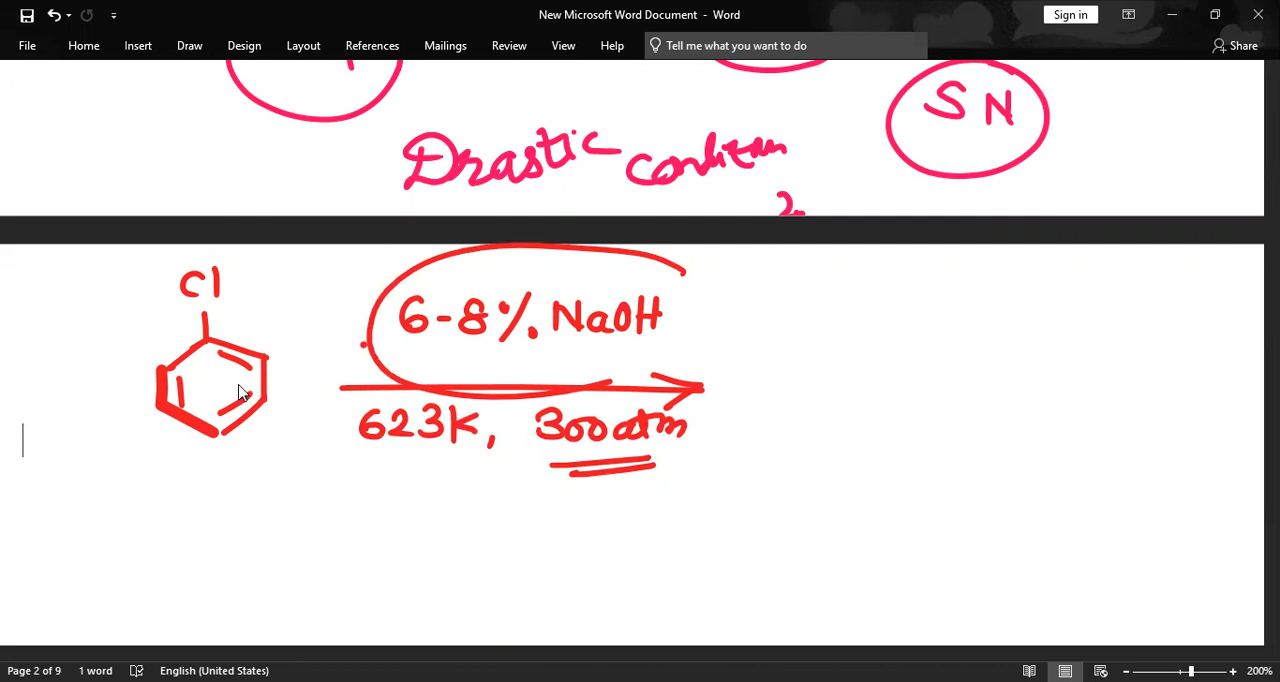 New Microsoft Word Document - Word
Sign in
File Home Insert Draw Design Layout References Mailings Review View Help Tell me what you want to do Share
SN
Drastic condition
Cl
6-8%. NaOH
623K, 300atm
Page 2 of 9 1 word English (United States) 200%